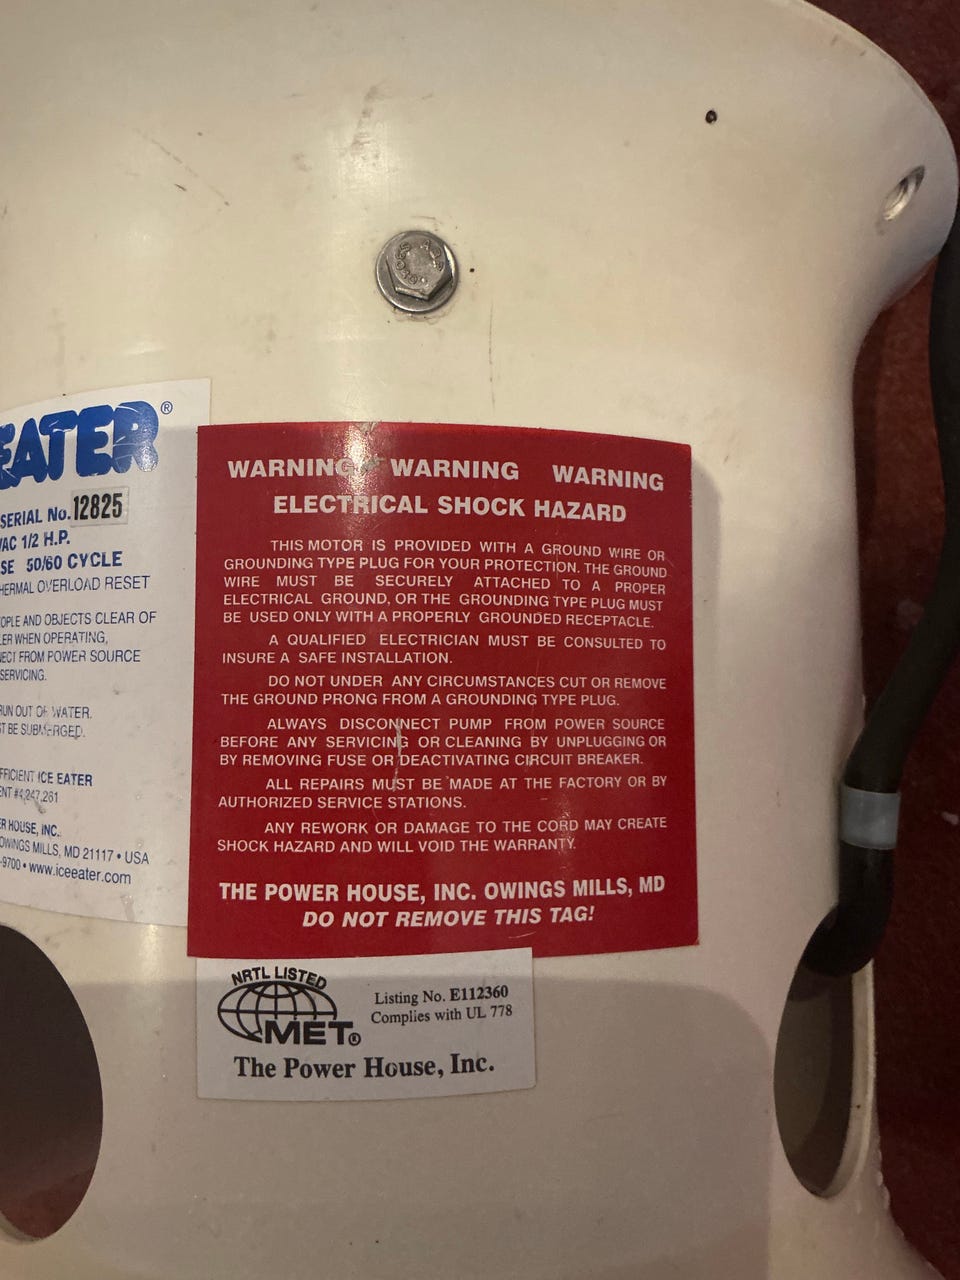 EATER®
SERIAL No. 12825
VAC 1/2 H.P.
SE 50/60 CYCLE
HERMAL OVERLOAD RESET
OPLE AND OBJECTS CLEAR OF
ER WHEN OPERATING,
NECT FROM POWER SOURCE
SERVICING.
RUN OUT OF WATER.
T BE SUBMERGED.
FFICIENT ICE EATER
ENT #4,247,261
ER HOUSE, INC.
OWINGS MILLS, MD 21117 • USA
-9700 • www.iceeater.com
WARNING WARNING WARNING
ELECTRICAL SHOCK HAZARD
THIS MOTOR IS PROVIDED WITH A GROUND WIRE OR
GROUNDING TYPE PLUG FOR YOUR PROTECTION. THE GROUND
WIRE MUST BE SECURELY ATTACHED TO A PROPER
ELECTRICAL GROUND, OR THE GROUNDING TYPE PLUG MUST
BE USED ONLY WITH A PROPERLY GROUNDED RECEPTACLE.
A QUALIFIED ELECTRICIAN MUST BE CONSULTED TO
INSURE A SAFE INSTALLATION.
DO NOT UNDER ANY CIRCUMSTANCES CUT OR REMOVE
THE GROUND PRONG FROM A GROUNDING TYPE PLUG.
ALWAYS DISCONNECT PUMP FROM POWER SOURCE
BEFORE ANY SERVICING OR CLEANING BY UNPLUGGING OR
BY REMOVING FUSE OR DEACTIVATING CIRCUIT BREAKER.
ALL REPAIRS MUST BE MADE AT THE FACTORY OR BY
AUTHORIZED SERVICE STATIONS.
ANY REWORK OR DAMAGE TO THE CORD MAY CREATE
SHOCK HAZARD AND WILL VOID THE WARRANTY.
THE POWER HOUSE, INC. OWINGS MILLS, MD
DO NOT REMOVE THIS TAG!
NRTL LISTED
MET®
Listing No. E112360
Complies with UL 778
The Power House, Inc.